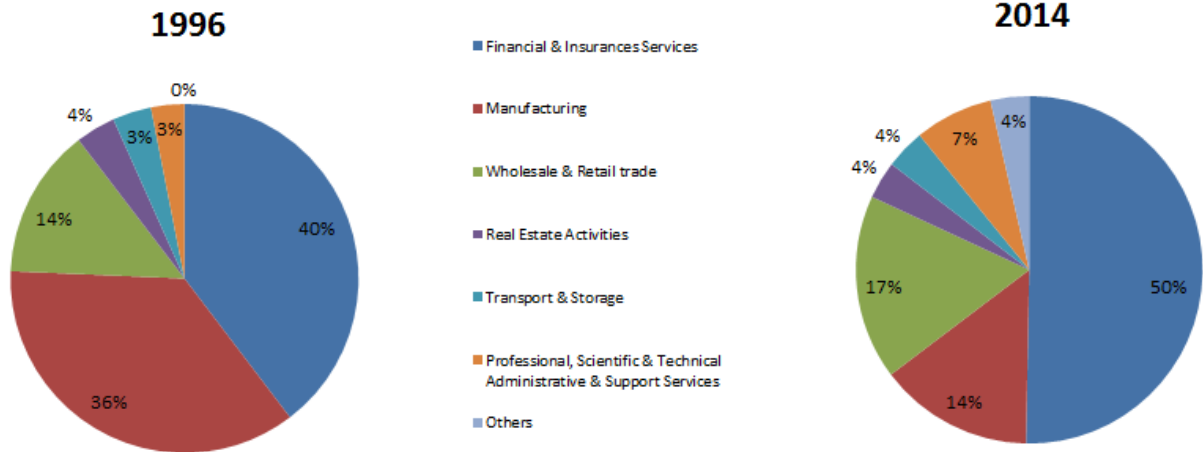 1996
0%
4%
3%
3%
14%
40%
36%
Financial & Insurances Services
Manufacturing
Wholesale & Retail trade
Real Estate Activities
Transport & Storage
Professional, Scientific & Technical
Administrative & Support Services
Others
2014
4%
7%
4%
4%
17%
50%
14%